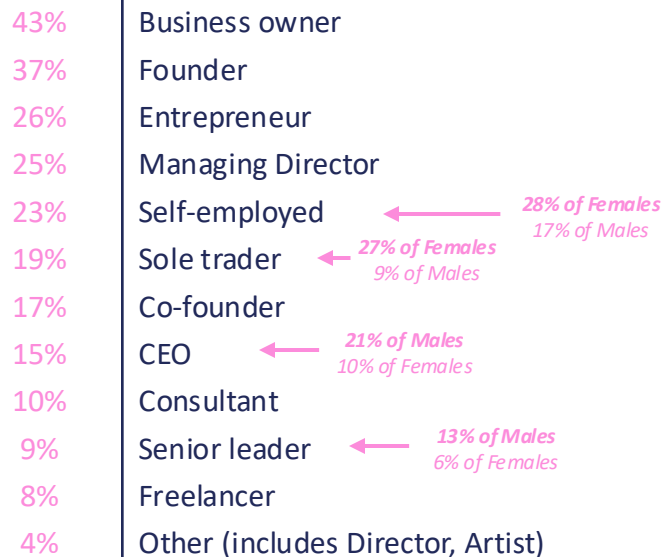 43% Business owner
37% Founder
26% Entrepreneur
25% Managing Director
23% Self-employed
28% of Females
17% of Males
19% Sole trader
27% of Females
9% of Males
17% Co-founder
15% CEO
21% of Males
10% of Females
10% Consultant
9% Senior leader
13% of Males
6% of Females
8% Freelancer
4% Other (includes Director, Artist)